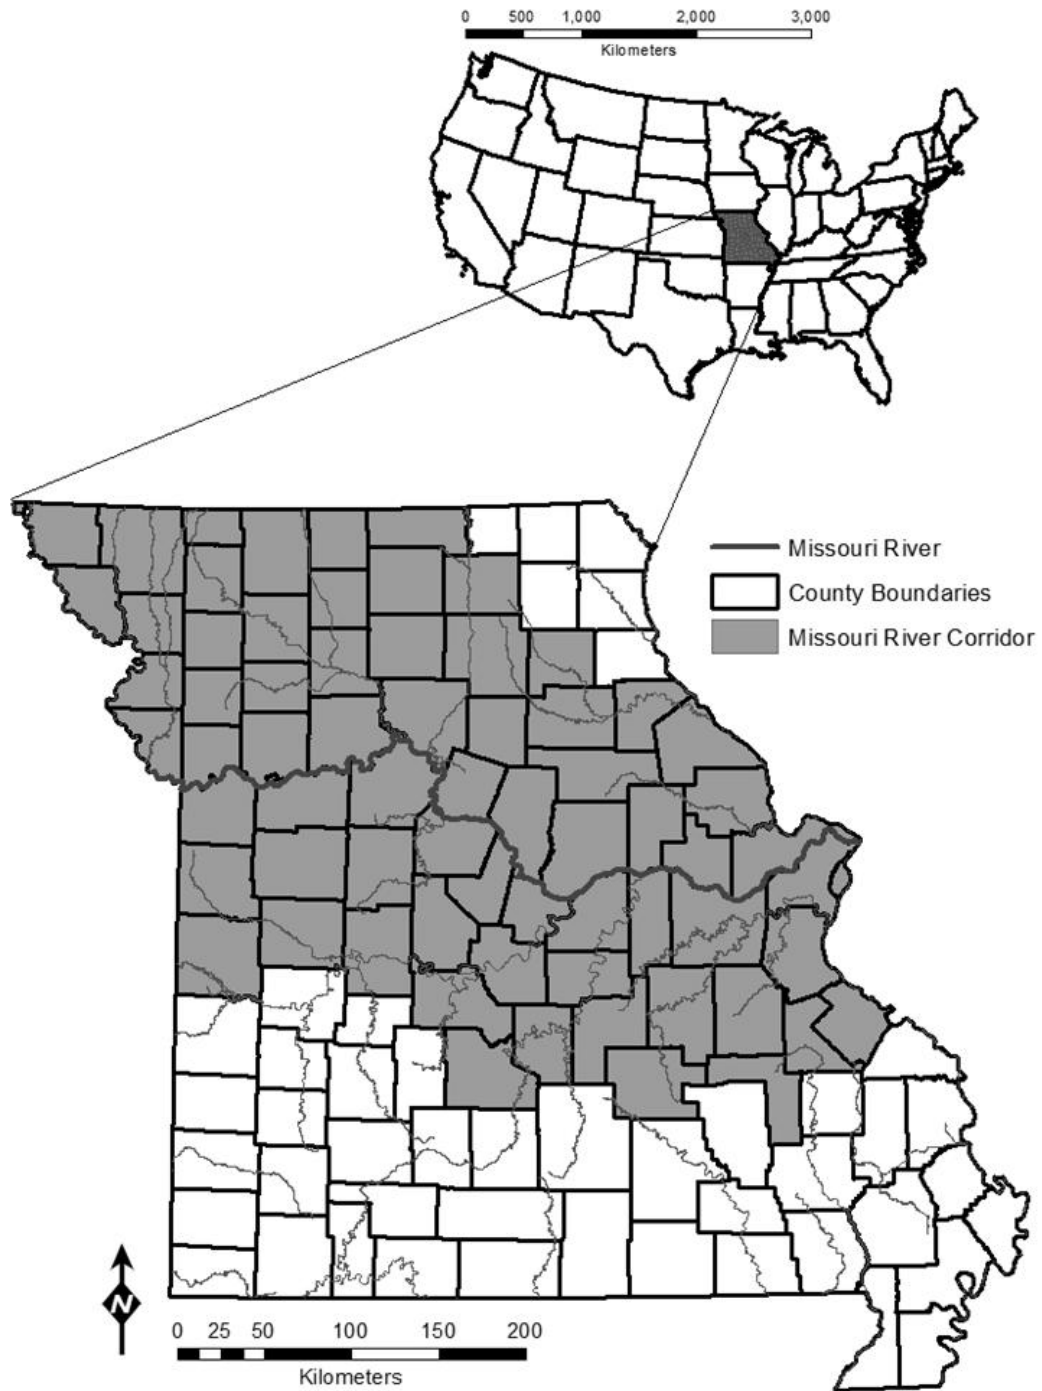 0 500 1,000 2,000 3,000
Kilometers
Missouri River
County Boundaries
Missouri River Corridor
N
0 25 50 100 150 200
Kilometers